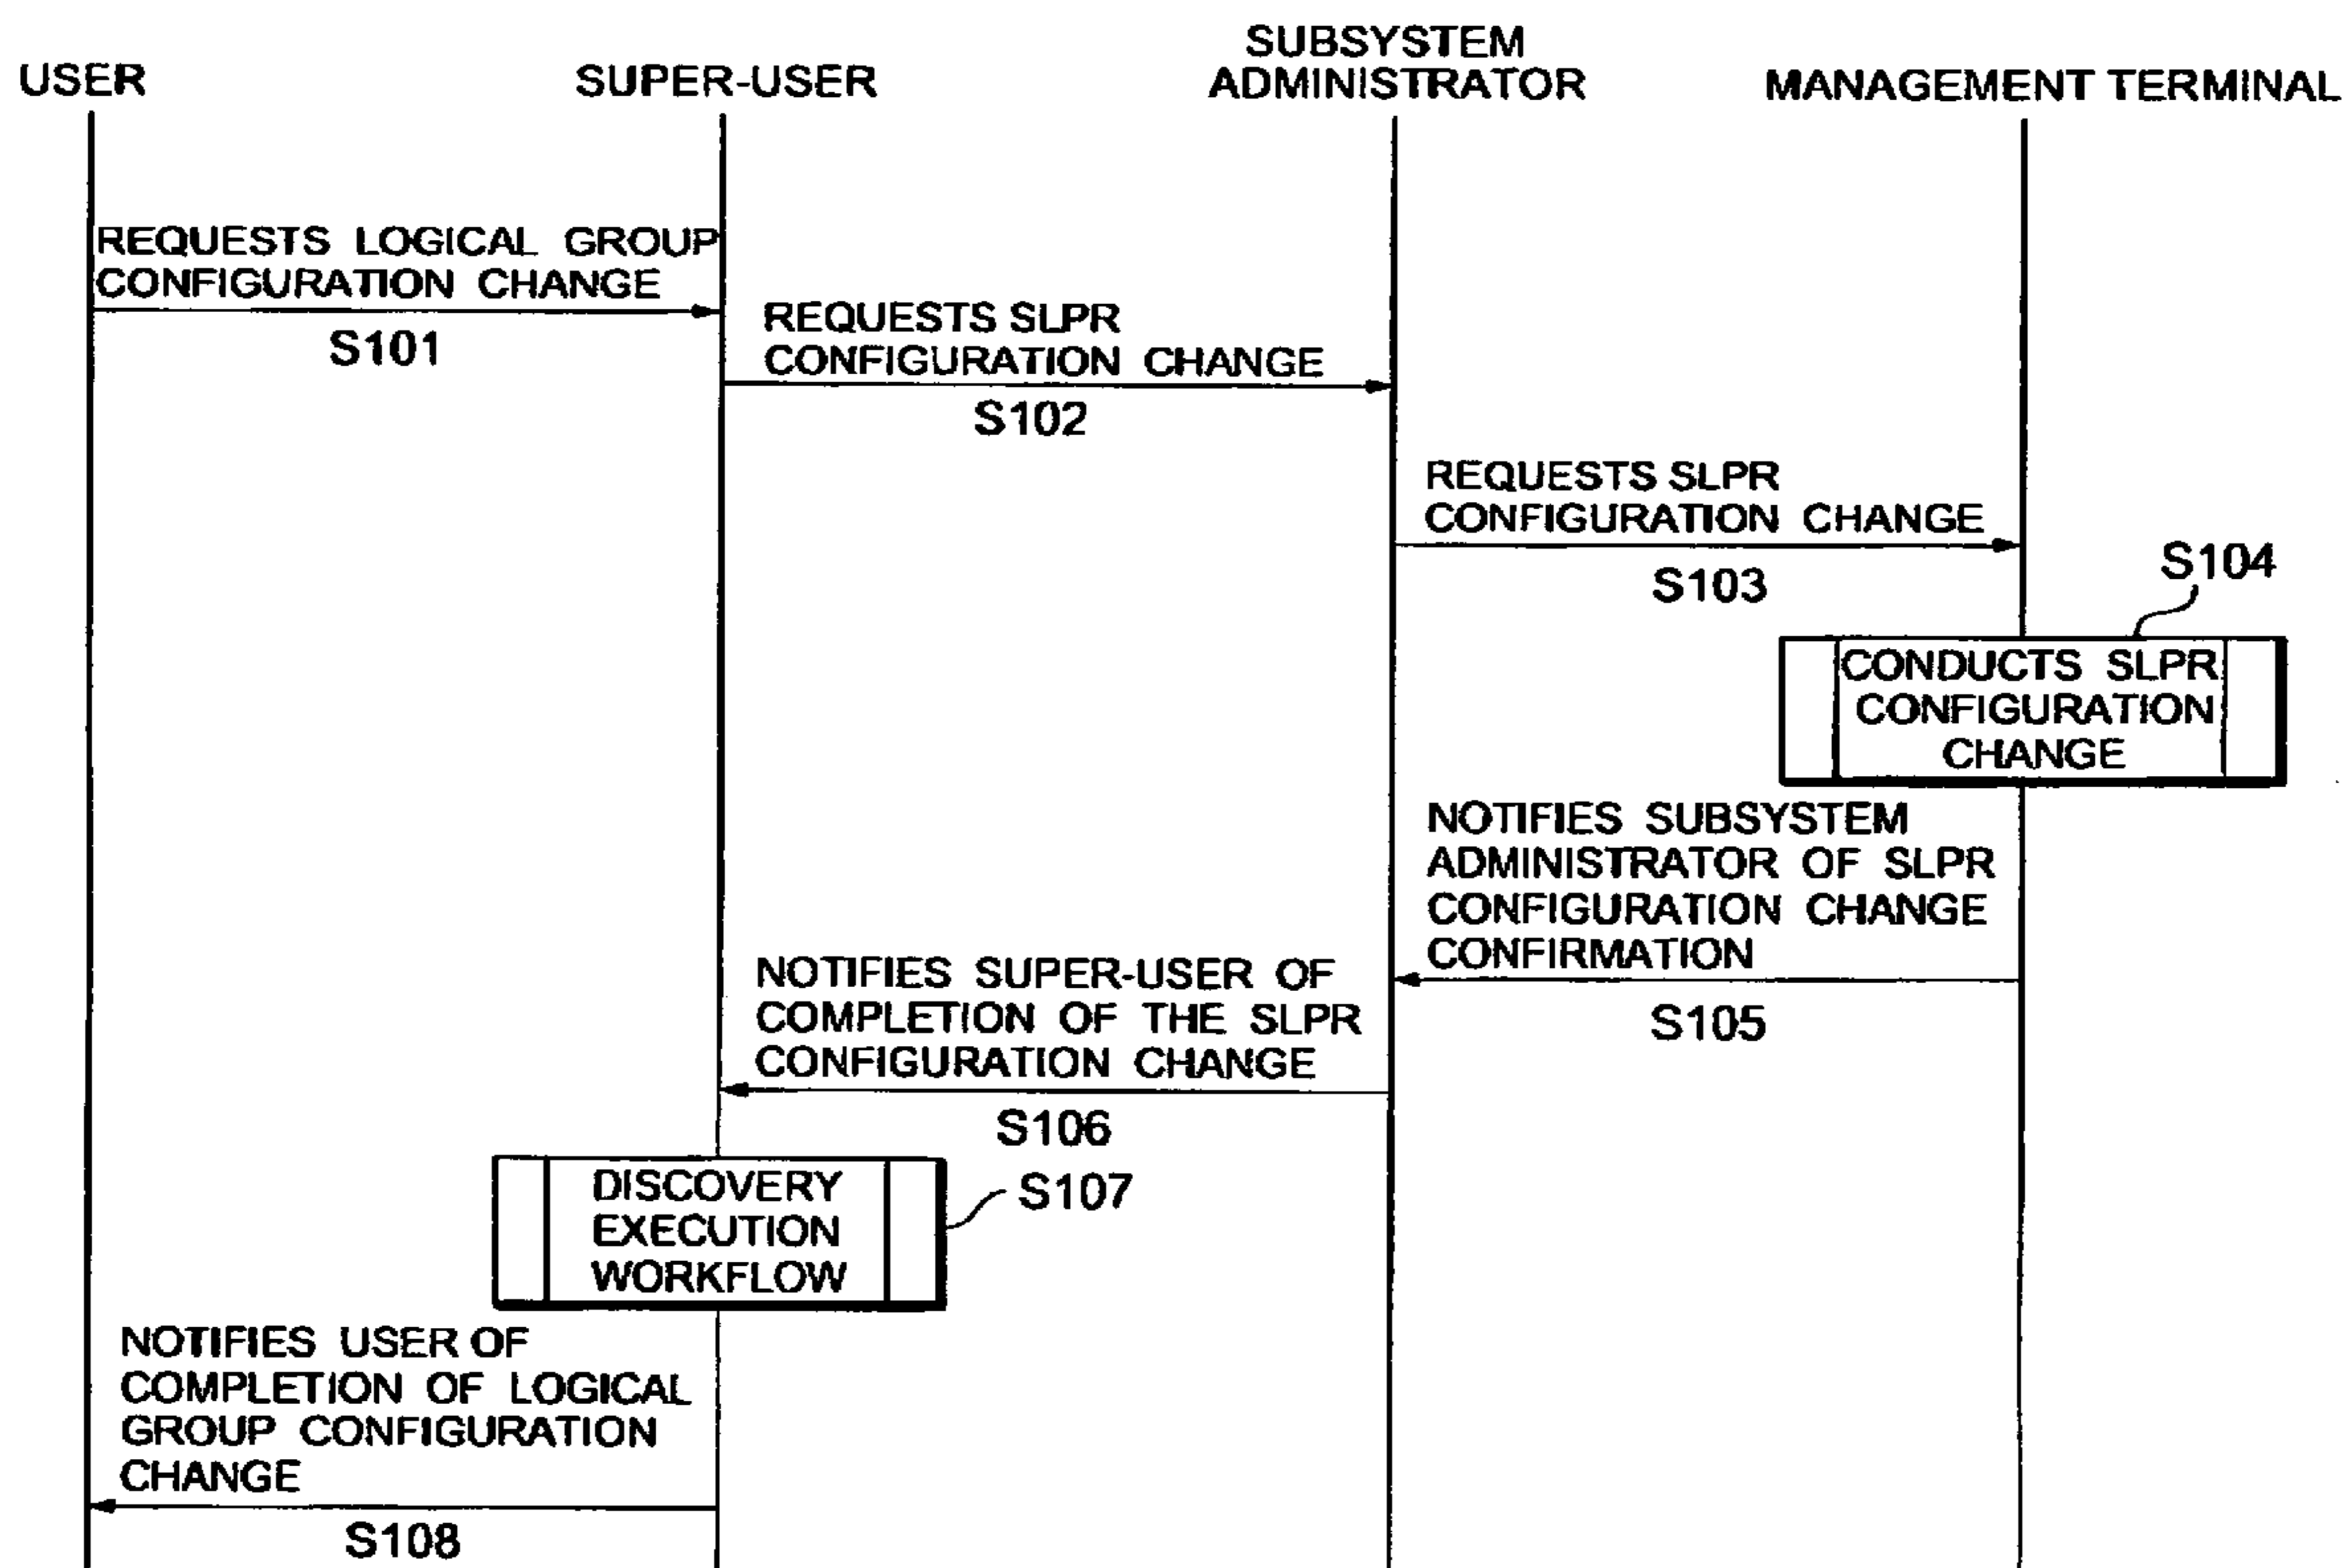 USER
SUPER-USER
SUBSYSTEM
ADMINISTRATOR
MANAGEMENT TERMINAL
REQUESTS LOGICAL GROUP
CONFIGURATION CHANGE
S101
REQUESTS SLPR
CONFIGURATION CHANGE
S102
REQUESTS SLPR
CONFIGURATION CHANGE
S103
S104
CONDUCTS SLPR
CONFIGURATION
CHANGE
NOTIFIES SUBSYSTEM
ADMINISTRATOR OF SLPR
CONFIGURATION CHANGE
CONFIRMATION
S105
NOTIFIES SUPER-USER OF
COMPLETION OF THE SLPR
CONFIGURATION CHANGE
S106
DISCOVERY
EXECUTION
WORKFLOW
S107
NOTIFIES USER OF
COMPLETION OF LOGICAL
GROUP CONFIGURATION
CHANGE
S108